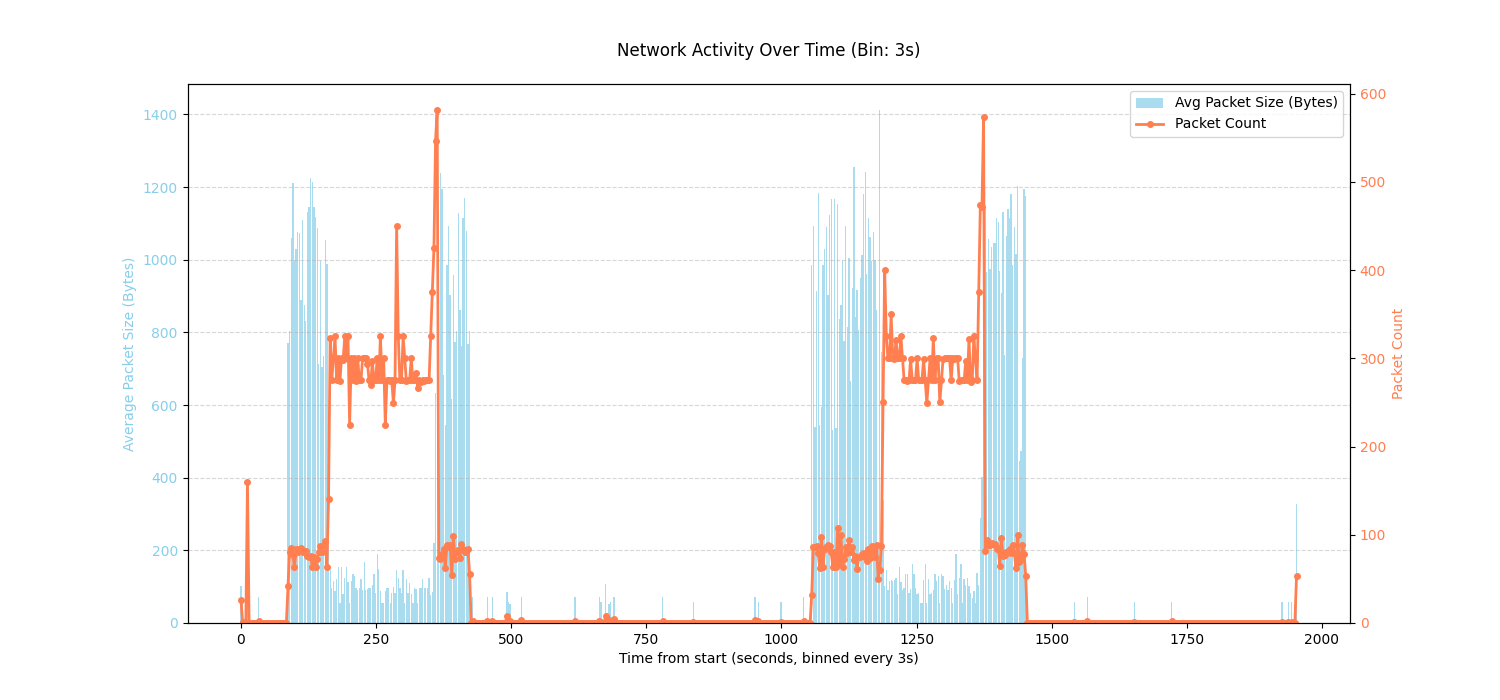 Network Activity Over Time (Bin: 3s)
Avg Packet Size (Bytes)
Packet Count
Average Packet Size (Bytes)
1400
1200
1000
800
600
400
200
0
600
500
400
300
200
100
0
Packet Count
0 250 500 750 1000 1250 1500 1750 2000
Time from start (seconds, binned every 3s)